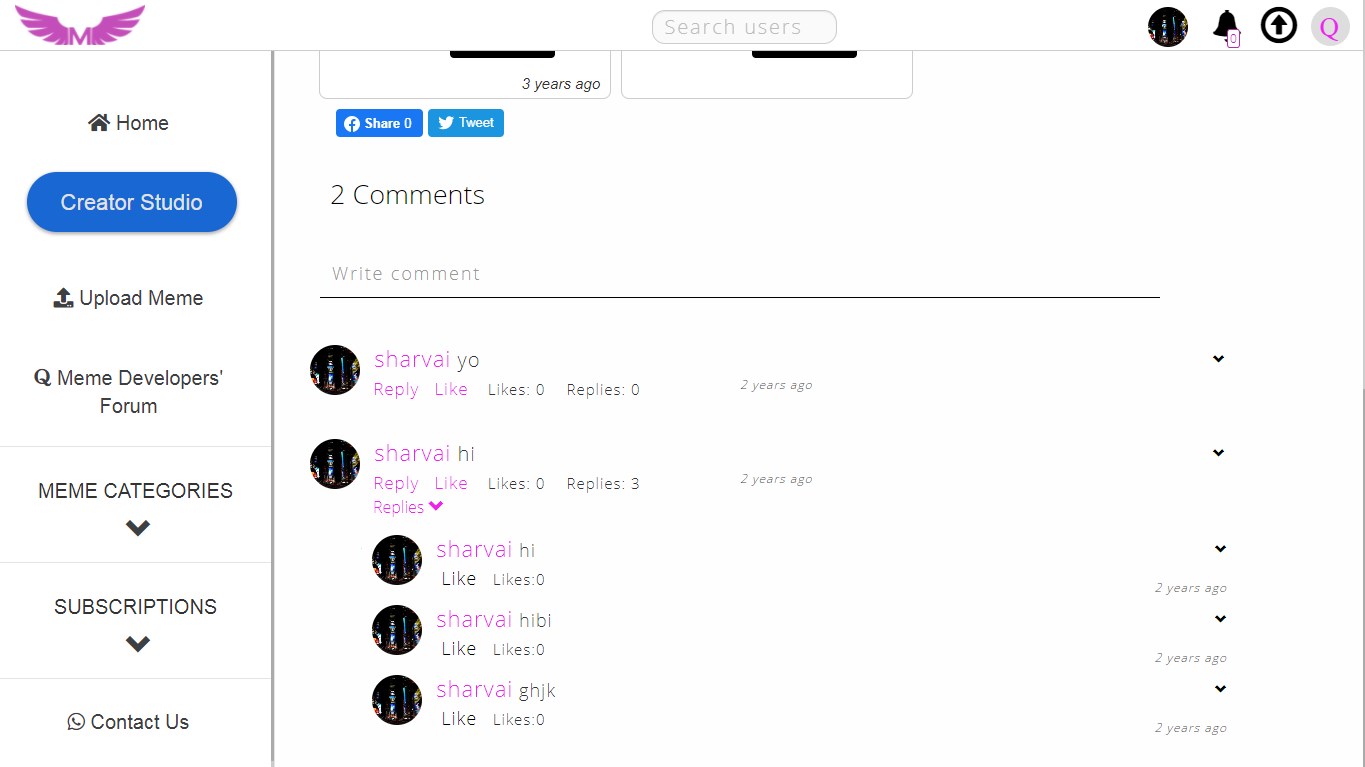 M
Search users
0
Q
3 years ago
Share 0
Tweet
Home
Creator Studio
Upload Meme
Q Meme Developers'
Forum
MEME CATEGORIES
SUBSCRIPTIONS
Contact Us
2 Comments
Write comment
sharvai yo
Reply Like Likes: 0 Replies: 0 2 years ago
sharvai hi
Reply Like Likes: 0 Replies: 3 2 years ago
Replies
sharvai hi
Like Likes:0
2 years ago
sharvai hibi
Like Likes:0
2 years ago
sharvai ghjk
Like Likes:0
2 years ago